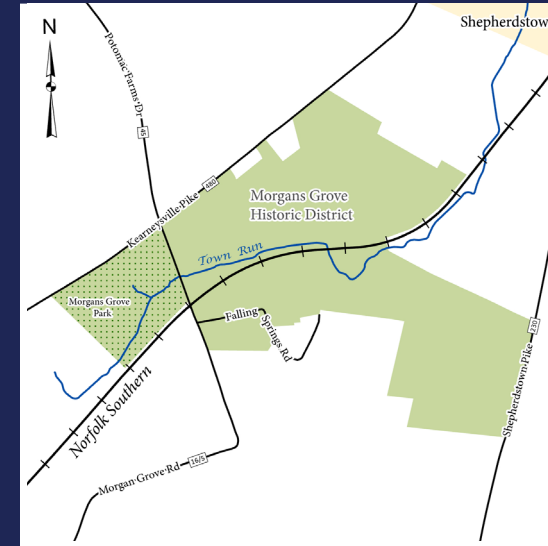 N
Shepherdstow
Potomac Farms Dr
45
Kearneysville Pike
480
Morgans Grove
Historic District
Town Run
Morgans Grove
Park
Falling
Springs Rd
230
Shepherdstown Pike
Norfolk Southern
Morgan Grove Rd
16/5